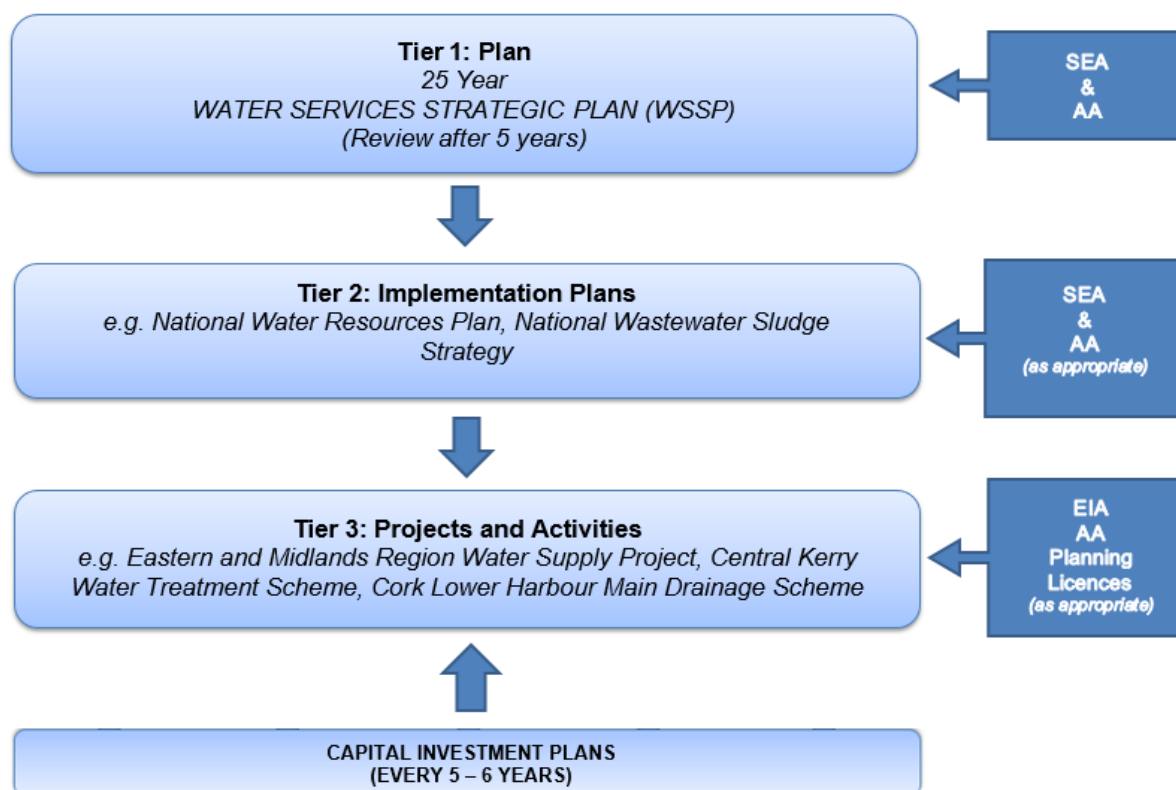 Tier 1: Plan
25 Year
WATER SERVICES STRATEGIC PLAN (WSSP)
(Review after 5 years)
SEA
&
AA
Tier 2: Implementation Plans
e.g. National Water Resources Plan, National Wastewater Sludge
Strategy
SEA
&
AA
(as appropriate)
Tier 3: Projects and Activities
e.g. Eastern and Midlands Region Water Supply Project, Central Kerry
Water Treatment Scheme, Cork Lower Harbour Main Drainage Scheme
EIA
AA
Planning
Licences
(as appropriate)
CAPITAL INVESTMENT PLANS
(EVERY 5 – 6 YEARS)